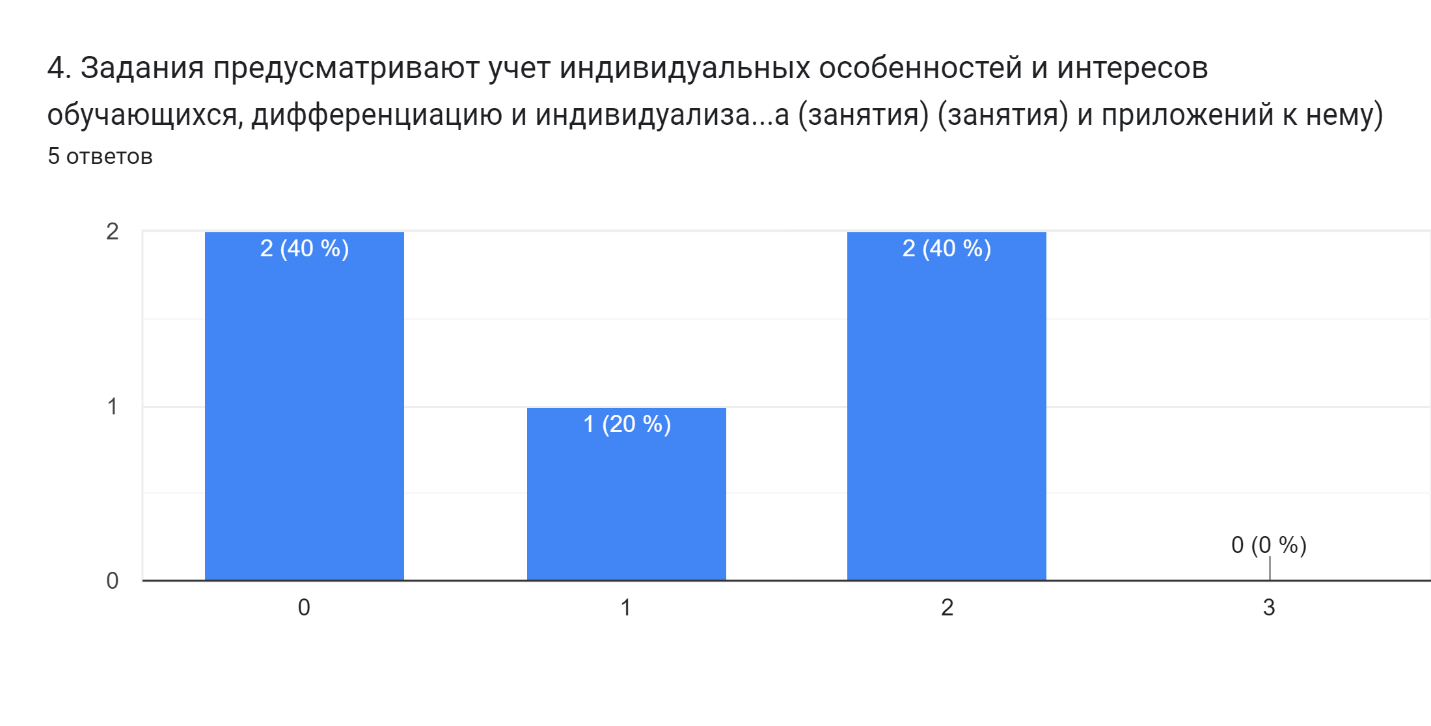 4. Задания предусматривают учет индивидуальных особенностей и интересов
обучающихся, дифференциацию и индивидуализа...а (занятия) (занятия) и приложений к нему)
5 ответов
2
2 (40 %)
2 (40 %)
1
1 (20 %)
0 (0 %)
0
0
1
2
3